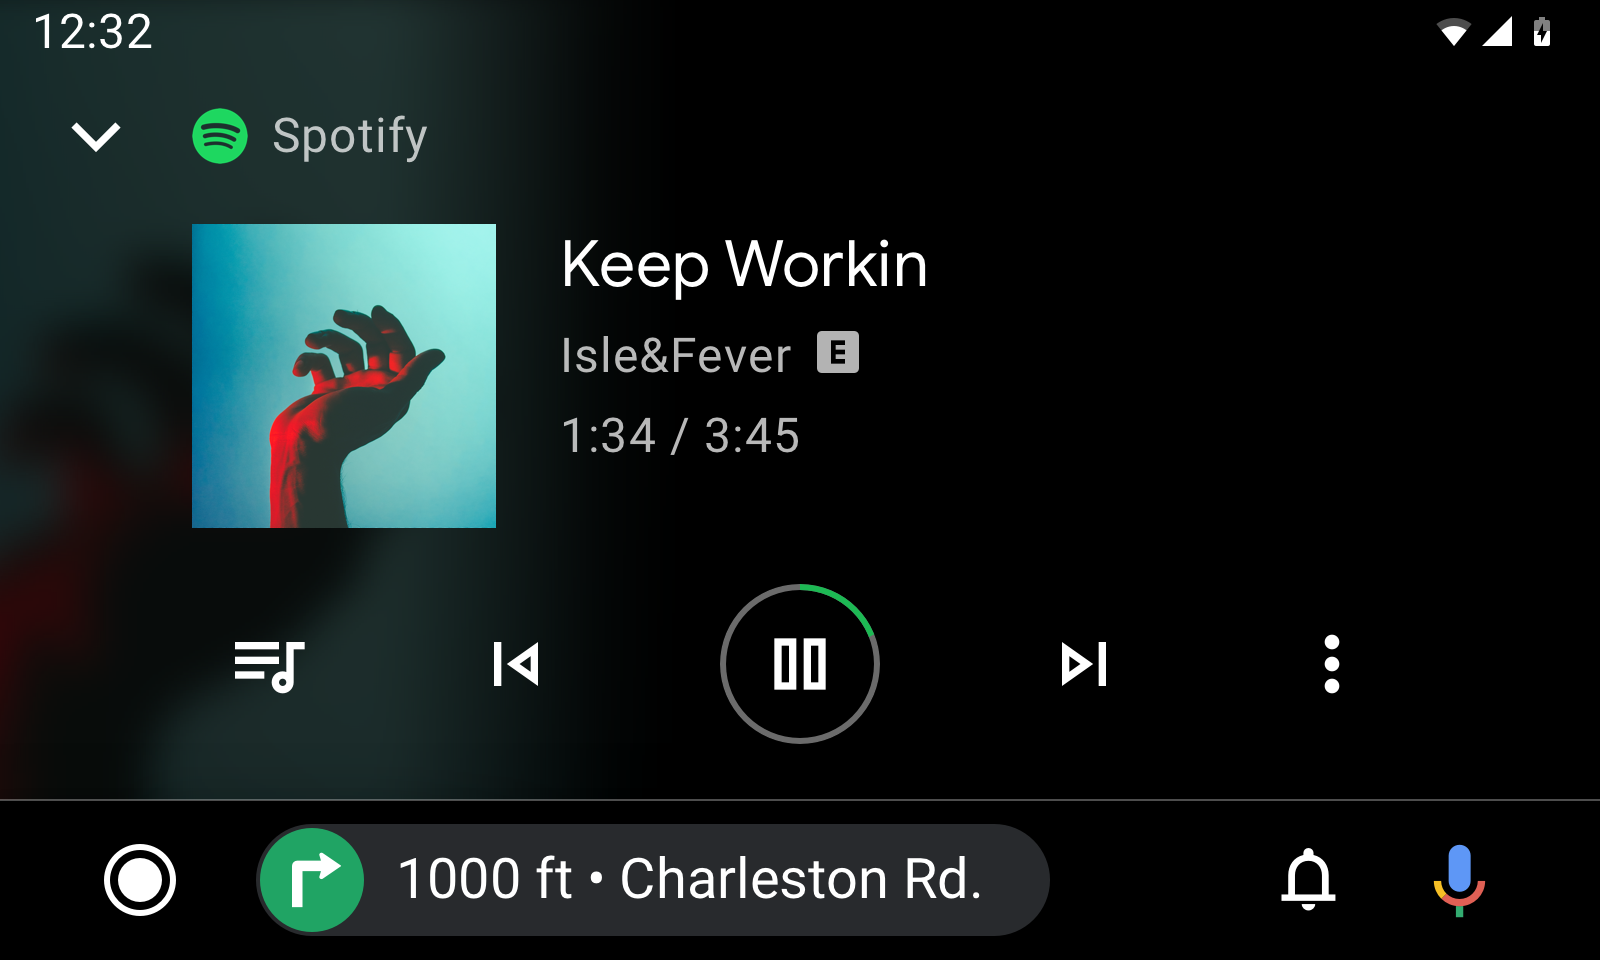 12:32
Spotify
Keep Workin
Isle&Fever E
1:34 / 3:45
1000 ft • Charleston Rd.